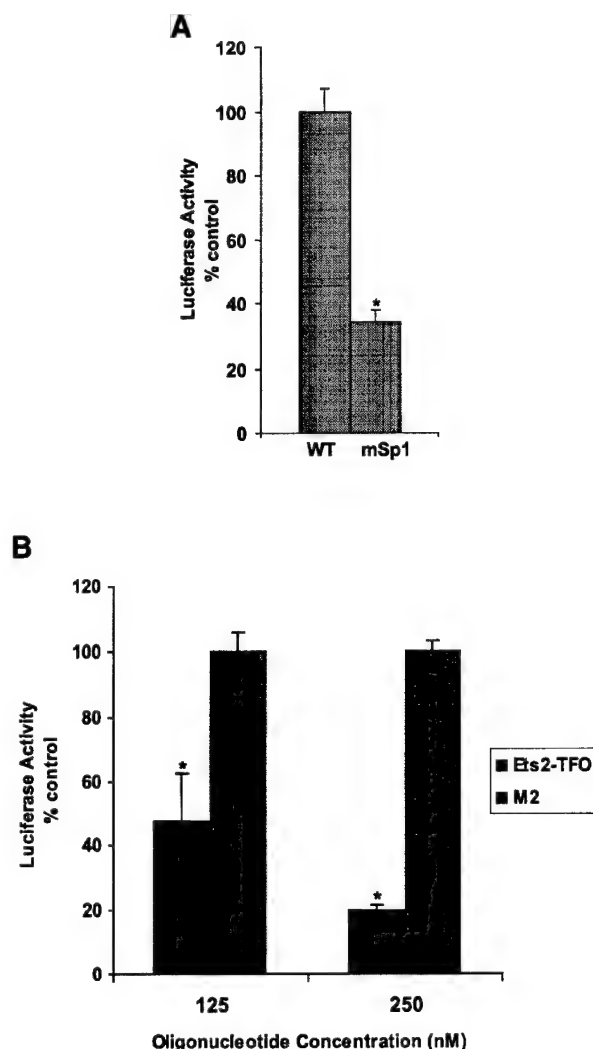 A
120
100
80
60
40
20
0
Luciferase Activity
% control
*
WT mSp1
B
120
100
80
60
40
20
0
Luciferase Activity
% control
*
*
Ets2-TFO
M2
125 250
Oligonucleotide Concentration (nM)